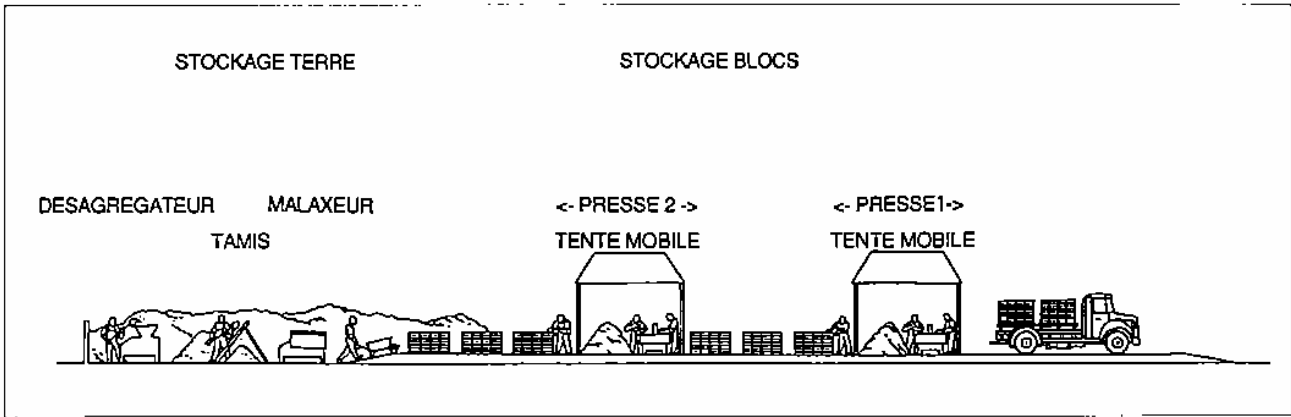 STOCKAGE TERRE STOCKAGE BLOCS
DESAGREGATEUR MALAXEUR <- PRESSE 2 -> <- PRESSE1->
TAMIS TENTE MOBILE TENTE MOBILE